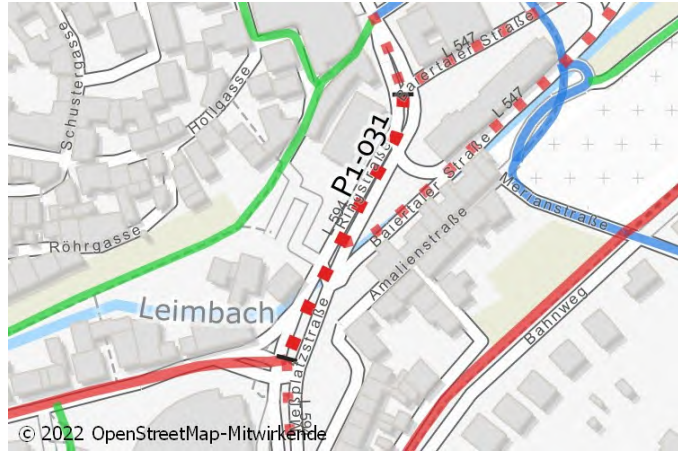 Baiertaler Straße
L 547
Schustergasse
Hollgasse
L 547
P1-031
Ringstraße
L 594
Baiertaler Straße
Merianstraße
Röhrgasse
Amalienstraße
Leimbach
Bahnweg
Meßplatzstraße
© 2022 OpenStreetMap-Mitwirkende